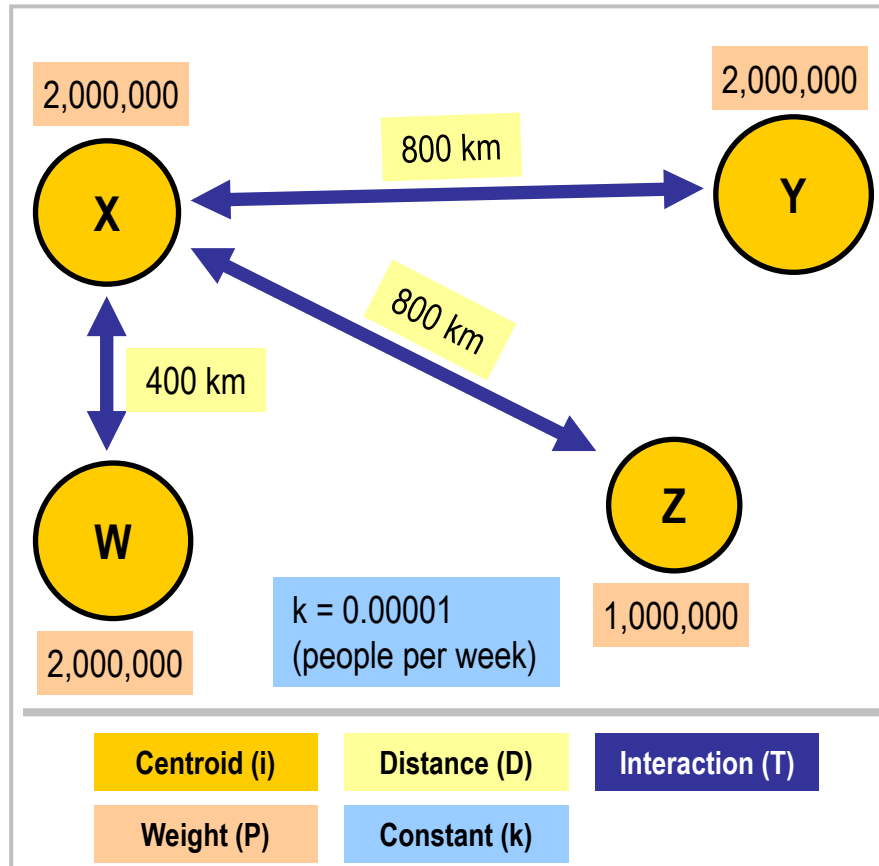 2,000,000
2,000,000
800 km
X
Y
800 km
400 km
W
Z
k = 0.00001
(people per week)
1,000,000
2,000,000
Centroid (i)
Distance (D)
Interaction (T)
Weight (P)
Constant (k)